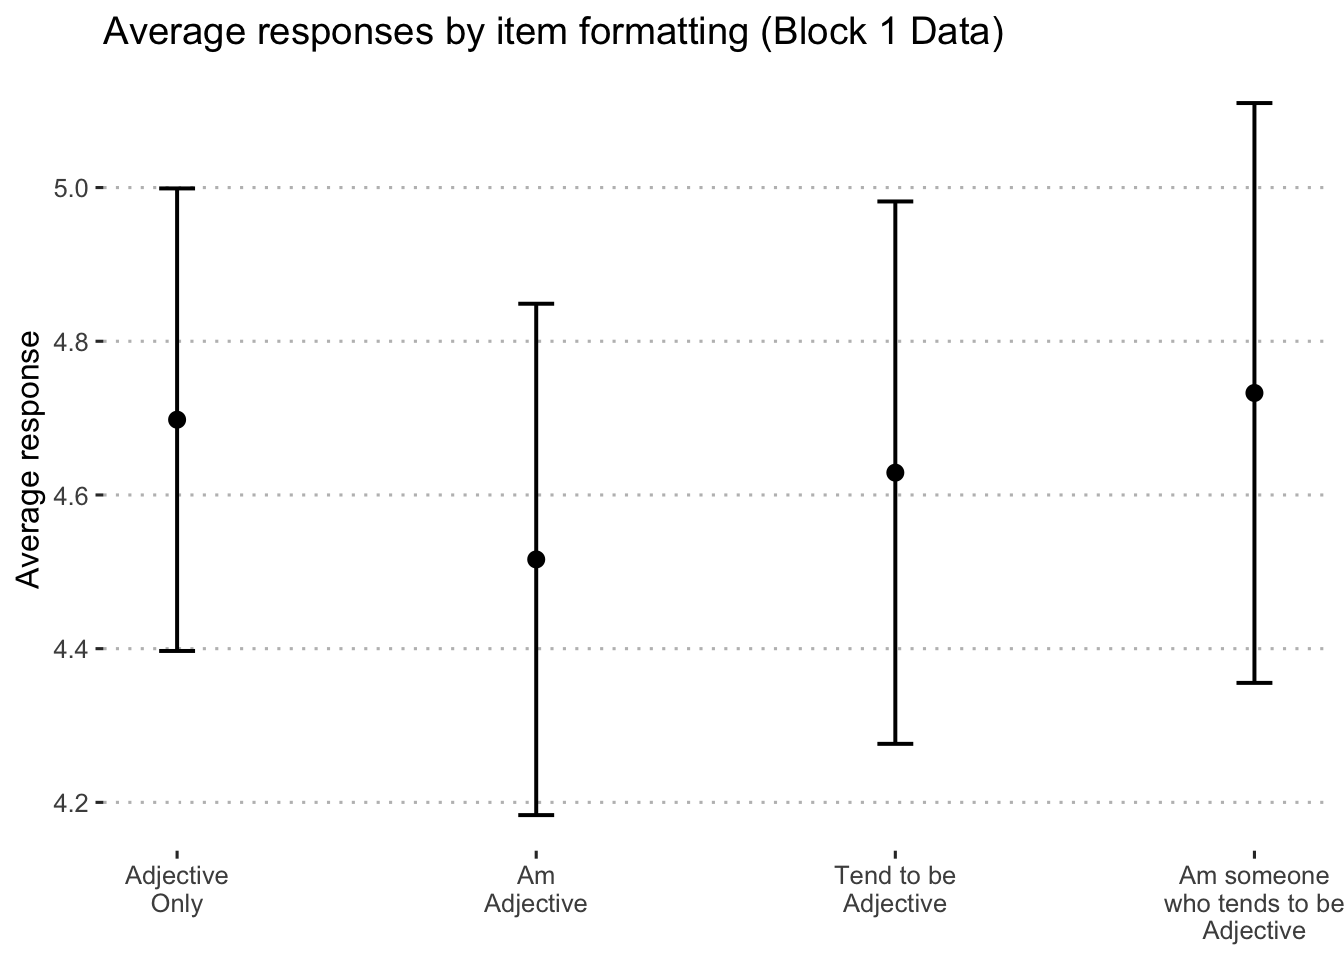 Average responses by item formatting (Block 1 Data)
Average response
5.0
4.8
4.6
4.4
4.2
Adjective
Only
Am
Adjective
Tend to be
Adjective
Am someone
who tends to be
Adjective